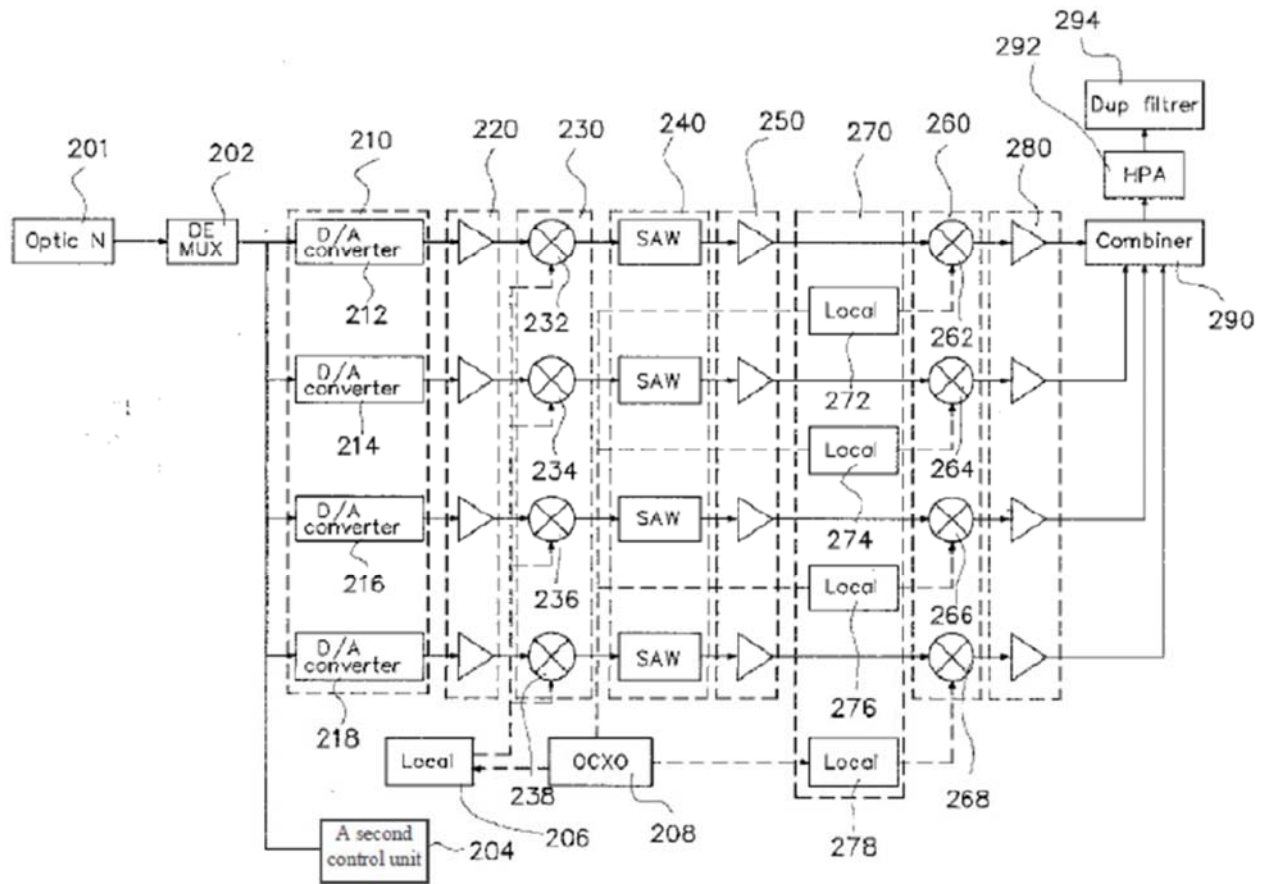 294
292
Dup filtrer
201
202
210
220
230
240
250
270
260
280
HPA
Optic N
DE
MUX
D/A
converter
SAW
Combiner
212
232
Local
262
290
D/A
converter
SAW
272
214
234
Local
264
D/A
converter
SAW
274
216
236
Local
266
D/A
converter
SAW
276
218
Local
238
OCXO
Local
268
206
208
278
A second
control unit
204